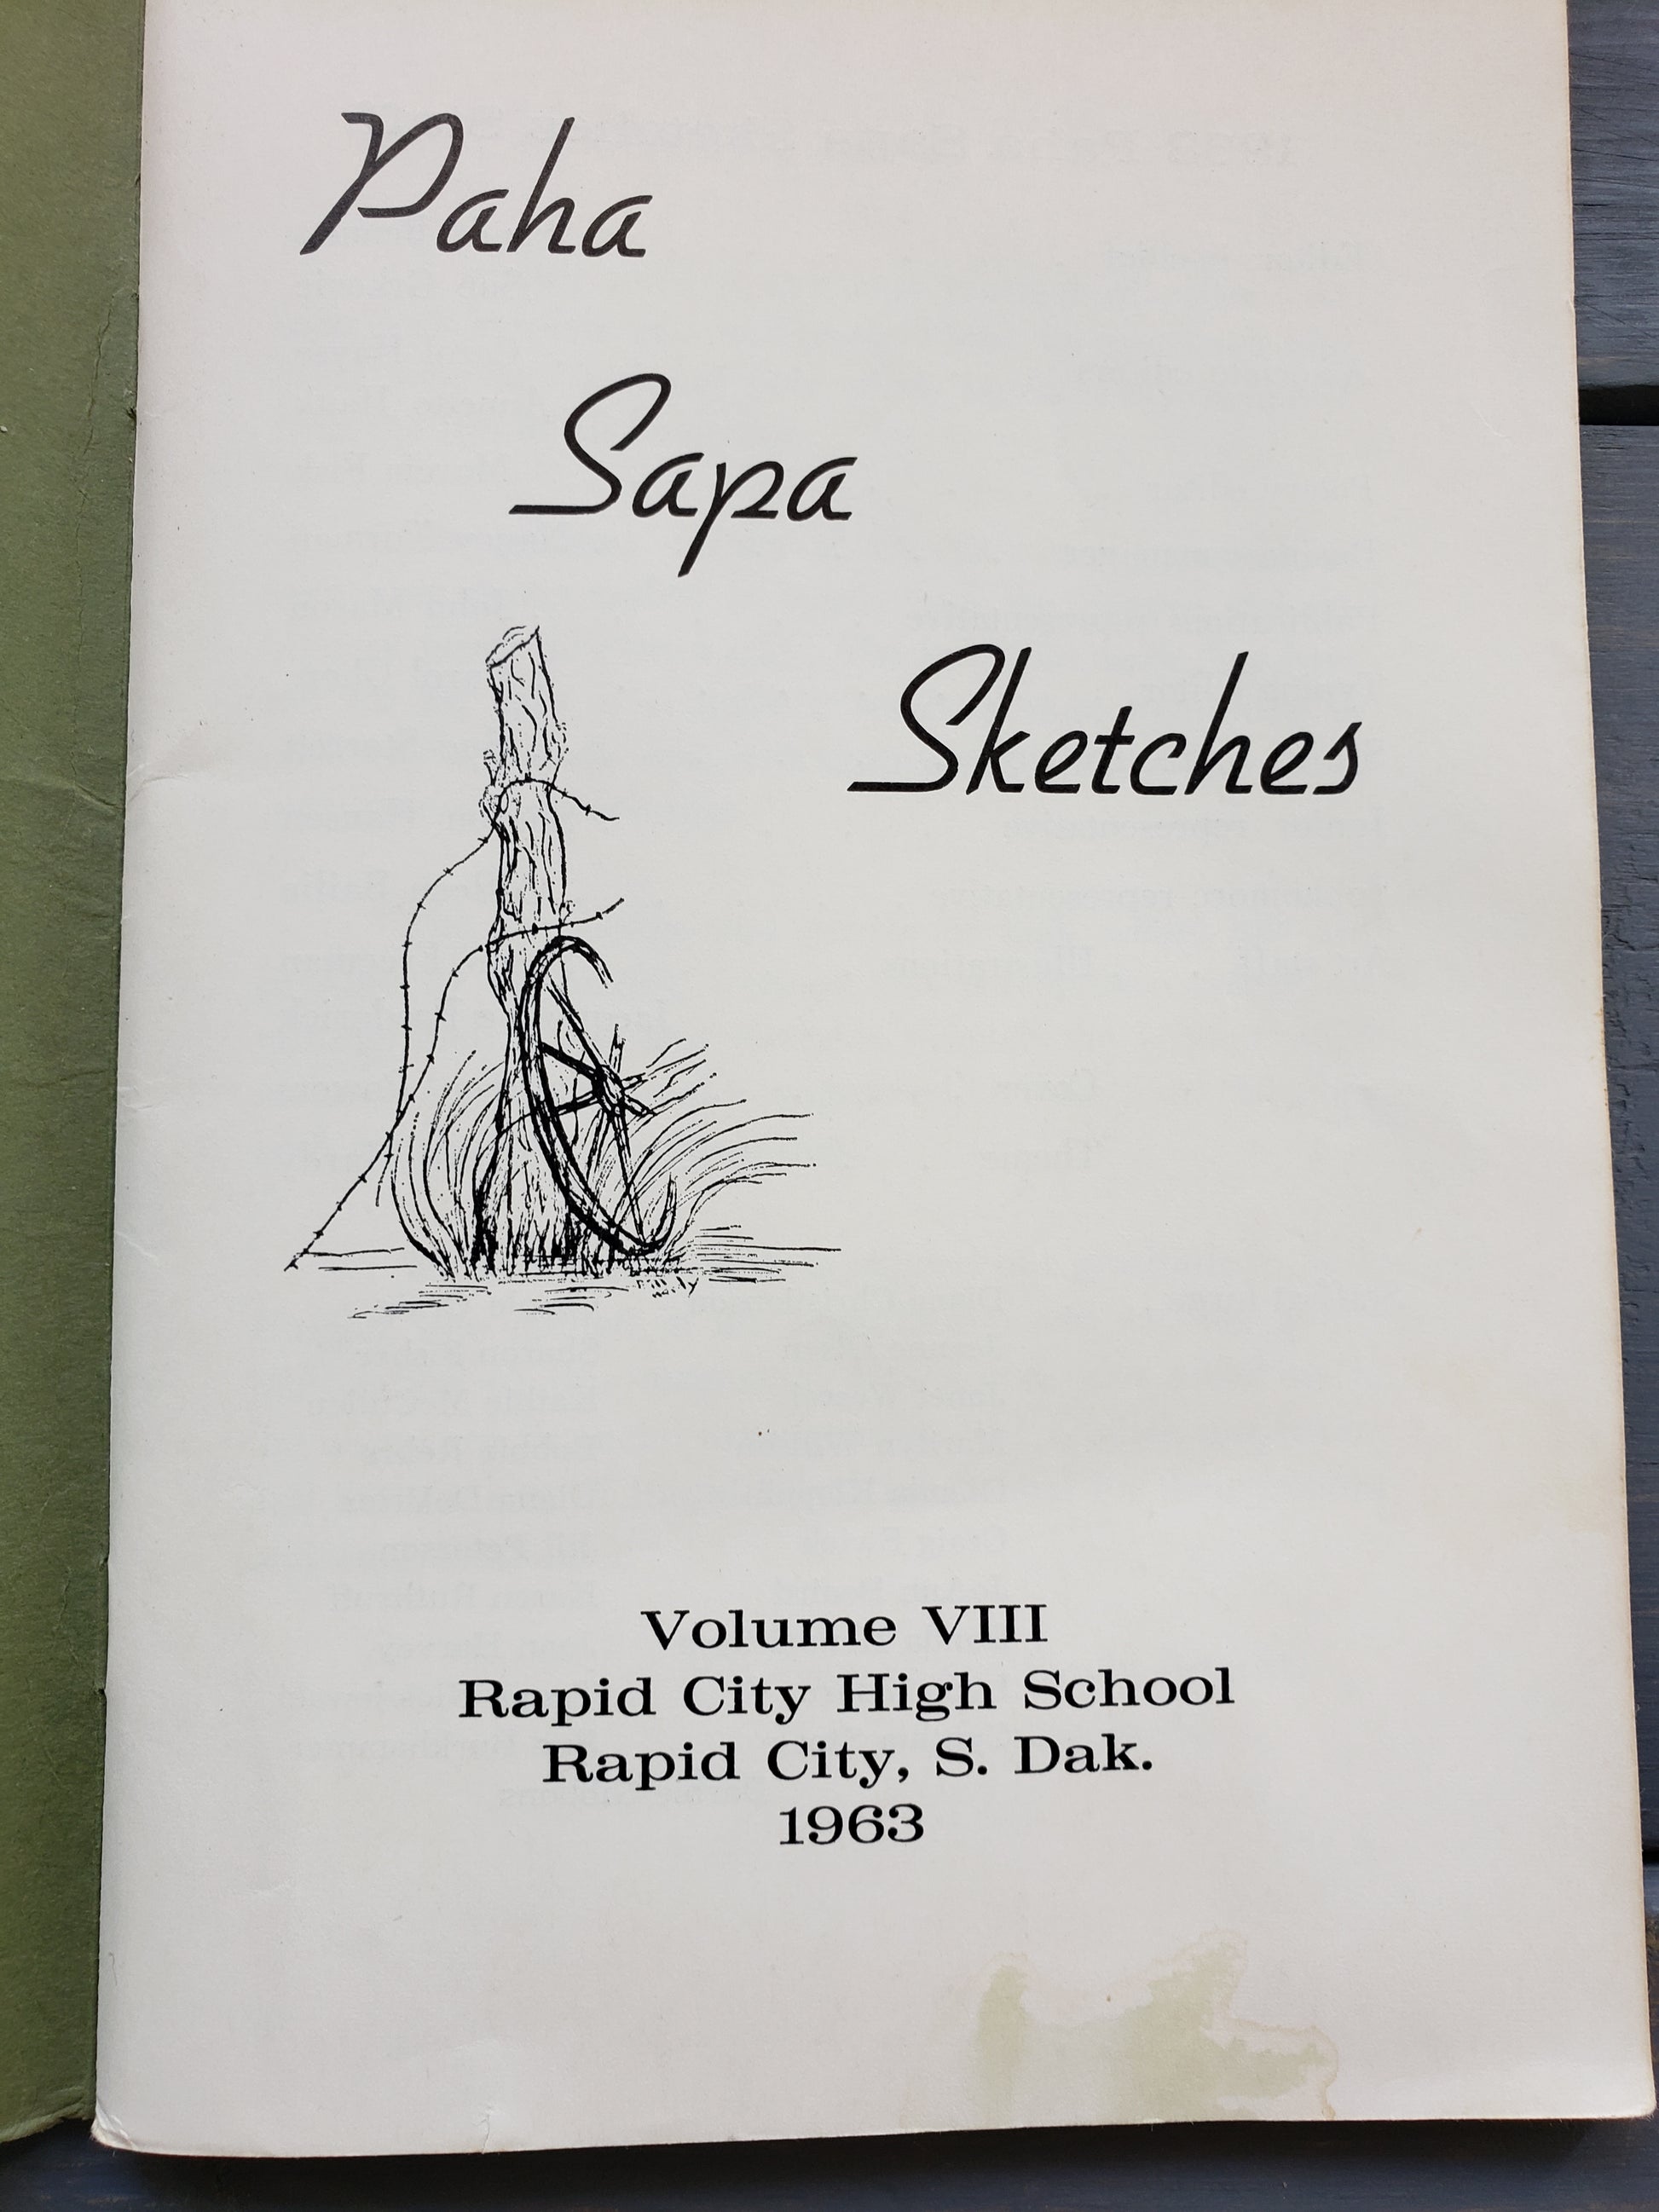 Paha
Sapa
Sketches
Volume VIII
Rapid City High School
Rapid City, S. Dak.
1963